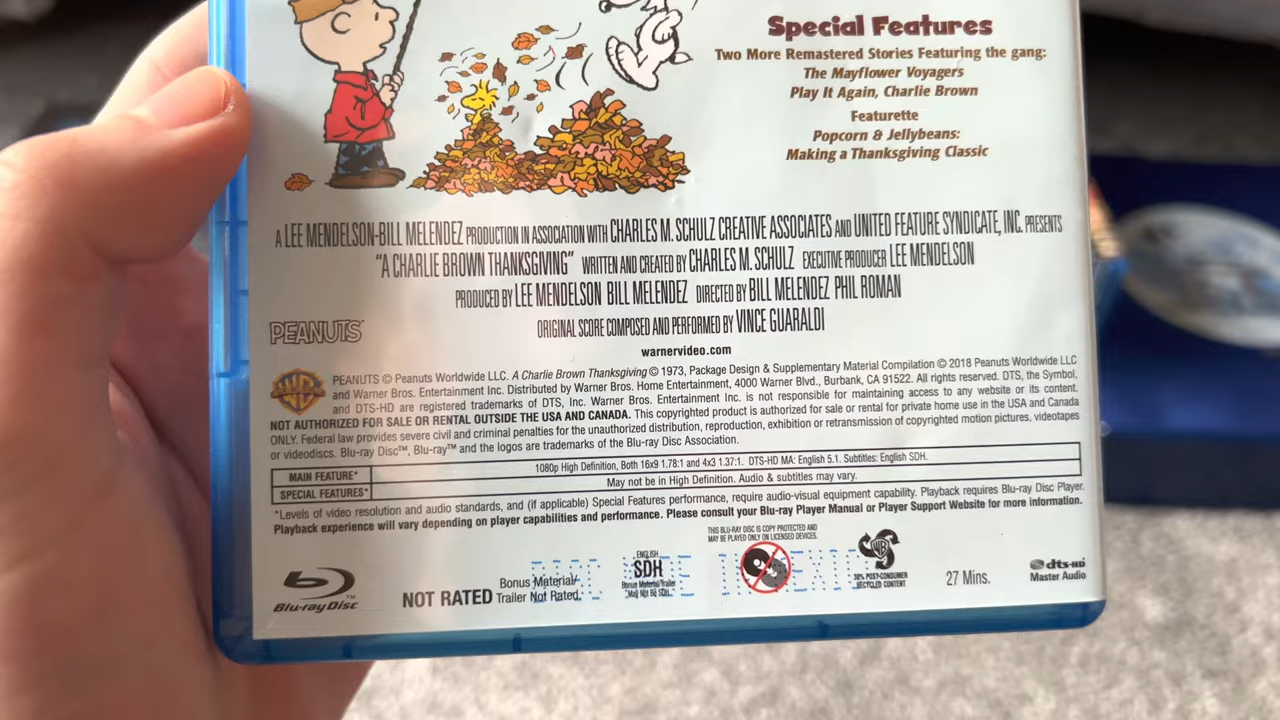 Special Features
Two More Remastered Stories Featuring the gang:
The Mayflower Voyagers
Play It Again, Charlie Brown
Featurette
Popcorn & Jellybeans:
Making a Thanksgiving Classic
A LEE MENDELSON-BILL MELENDEZ PRODUCTION IN ASSOCIATION WITH CHARLES M. SCHULZ CREATIVE ASSOCIATES AND UNITED FEATURE SYNDICATE, INC. PRESENTS
"A CHARLIE BROWN THANKSGIVING" WRITTEN AND CREATED BY CHARLES M. SCHULZ EXECUTIVE PRODUCER LEE MENDELSON
PRODUCED BY LEE MENDELSON BILL MELENDEZ DIRECTED BY BILL MELENDEZ PHIL ROMAN
ORIGINAL SCORE COMPOSED AND PERFORMED BY VINCE GUARALDI
PEANUTS
warnervideo.com
WB
PEANUTS © Peanuts Worldwide LLC. A Charlie Brown Thanksgiving © 1973, Package Design & Supplementary Material Compilation © 2018 Peanuts Worldwide LLC
and Warner Bros. Entertainment Inc. Distributed by Warner Bros. Home Entertainment, 4000 Warner Blvd., Burbank, CA 91522. All rights reserved. DTS, the Symbol,
and DTS-HD are registered trademarks of DTS, Inc. Warner Bros. Entertainment Inc. is not responsible for maintaining access to any website or its content.
NOT AUTHORIZED FOR SALE OR RENTAL OUTSIDE THE USA AND CANADA. This copyrighted product is authorized for sale or rental for private home use in the USA and Canada
ONLY. Federal law provides severe civil and criminal penalties for the unauthorized distribution, reproduction, exhibition or retransmission of copyrighted motion pictures, videotapes
or videodiscs. Blu-ray Disc™, Blu-ray™ and the logos are trademarks of the Blu-ray Disc Association.
MAIN FEATURE* 1080p High Definition, Both 16x9 1.78:1 and 4x3 1.37:1. DTS-HD MA: English 5.1. Subtitles: English SDH.
SPECIAL FEATURES* May not be in High Definition. Audio & subtitles may vary.
*Levels of video resolution and audio standards, and (if applicable) Special Features performance, require audio-visual equipment capability. Playback requires Blu-ray Disc Player.
Playback experience will vary depending on player capabilities and performance. Please consult your Blu-ray Player Manual or Player Support Website for more information.
THIS BLU-RAY DISC IS COPY PROTECTED AND
MAY BE PLAYED ONLY ON LICENSED DEVICES.
Blu-ray Disc™
NOT RATED Bonus Material/
Trailer Not Rated.
ENGLISH
SDH
Bonus Material/Trailer
May Not Be SDH.
WB
30% POST-CONSUMER
RECYCLED CONTENT
27 Mins.
dts-HD
Master Audio